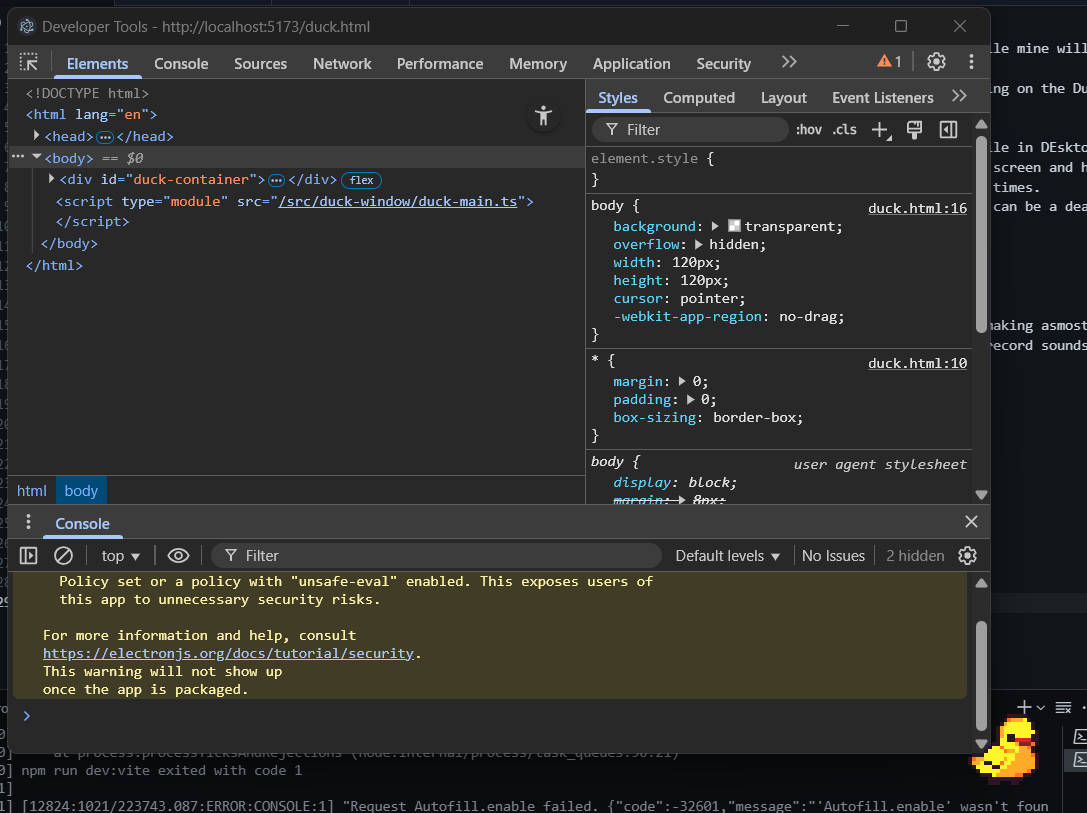 Developer Tools - http://localhost:5173/duck.html
Elements Console Sources Network Performance Memory Application Security 1
<!DOCTYPE html>
<html lang="en">
<head> ··· </head>
··· <body> == $0
<div id="duck-container"> ··· </div> flex
<script type="module" src="/src/duck-window/duck-main.ts">
</script>
</body>
</html>
html body
Styles Computed Layout Event Listeners
Filter :hov .cls
element.style {
}
body { duck.html:16
background: transparent;
overflow: hidden;
width: 120px;
height: 120px;
cursor: pointer;
-webkit-app-region: no-drag;
}
* { duck.html:10
margin: 0;
padding: 0;
box-sizing: border-box;
}
body { user agent stylesheet
display: block;
margin: 8px;
Console
top Filter Default levels No Issues 2 hidden
Policy set or a policy with "unsafe-eval" enabled. This exposes users of
this app to unnecessary security risks.
For more information and help, consult
https://electronjs.org/docs/tutorial/security.
This warning will not show up
once the app is packaged.
le mine will
ng on the Du
le in DEskto
screen and h
times.
can be a dea
making asmost
record sounds
0] npm run dev:vite exited with code 1
1]
1] [12824:1021/223743.087:ERROR:CONSOLE:1] "Request Autofill.enable failed. {"code":-32601,"message":"'Autofill.enable' wasn't foun